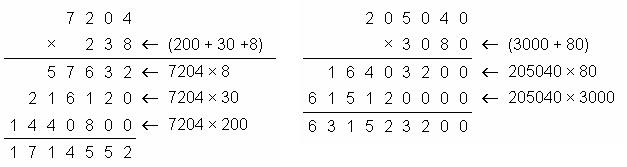 7 2 0 4
× 2 3 8 ← (200 + 30 +8)
5 7 6 3 2 ← 7204 × 8
2 1 6 1 2 0 ← 7204 × 30
1 4 4 0 8 0 0 ← 7204 × 200
1 7 1 4 5 5 2
2 0 5 0 4 0
× 3 0 8 0 ← (3000 + 80)
1 6 4 0 3 2 0 0 ← 205040 × 80
6 1 5 1 2 0 0 0 0 ← 205040 × 3000
6 3 1 5 2 3 2 0 0